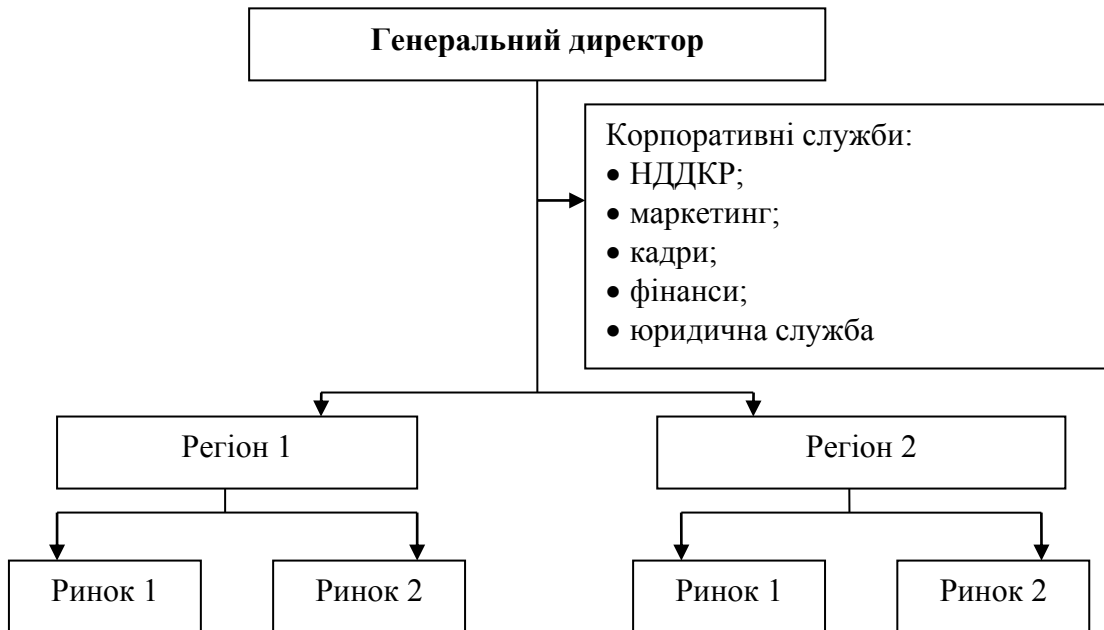 Генеральний директор
Корпоративні служби:
• НДДКР;
• маркетинг;
• кадри;
• фінанси;
• юридична служба
Регіон 1
Регіон 2
Ринок 1
Ринок 2
Ринок 1
Ринок 2